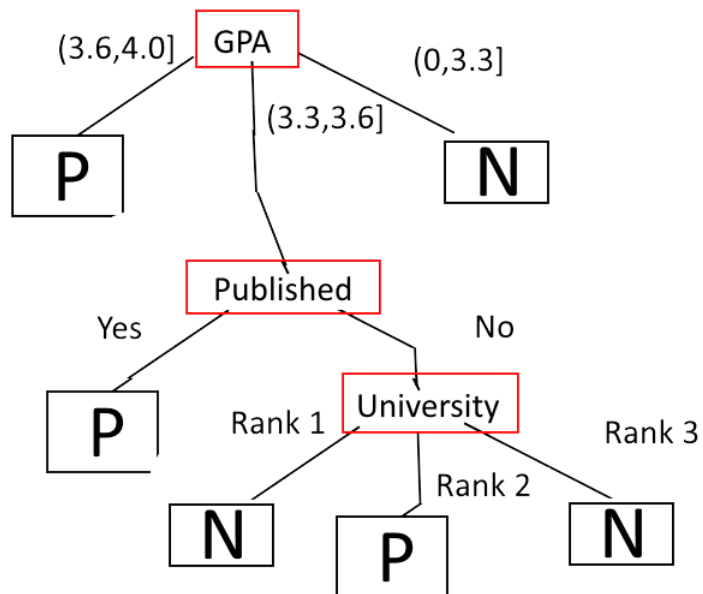 GPA
(3.6,4.0]
(0,3.3]
(3.3,3.6]
P
N
Published
Yes
No
P
University
Rank 1
Rank 3
Rank 2
N
P
N